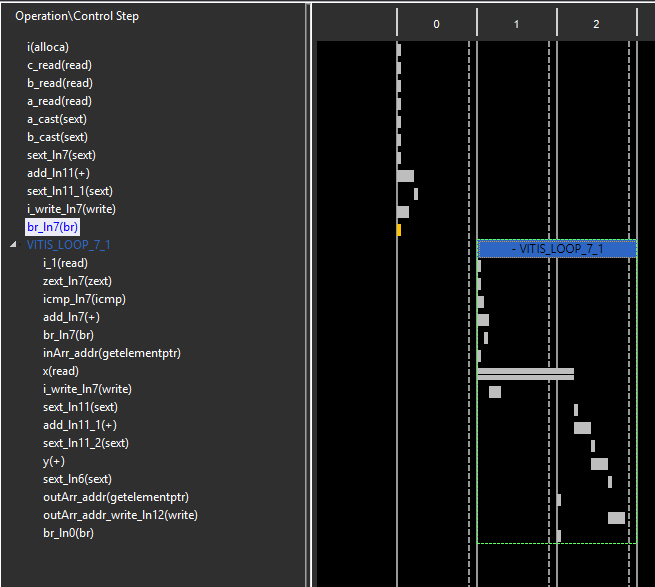 Operation\Control Step
0
1
2
i(alloca)
c_read(read)
b_read(read)
a_read(read)
a_cast(sext)
b_cast(sext)
sext_ln7(sext)
add_ln11(+)
sext_ln11_1(sext)
i_write_ln7(write)
br_ln7(br)
VITIS_LOOP_7_1
- VITIS_LOOP_7_1
i_1(read)
zext_ln7(zext)
icmp_ln7(icmp)
add_ln7(+)
br_ln7(br)
inArr_addr(getelementptr)
x(read)
i_write_ln7(write)
sext_ln11(sext)
add_ln11_1(+)
sext_ln11_2(sext)
y(+)
sext_ln6(sext)
outArr_addr(getelementptr)
outArr_addr_write_ln12(write)
br_ln0(br)